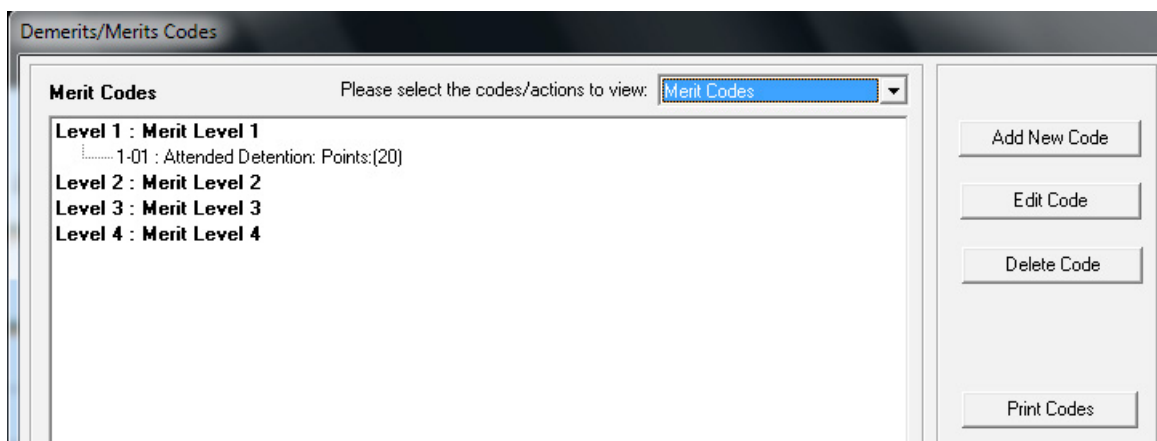 Demerits/Merits Codes
Merit Codes
Please select the codes/actions to view: Merit Codes
Level 1 : Merit Level 1
1-01 : Attended Detention: Points:(20)
Level 2 : Merit Level 2
Level 3 : Merit Level 3
Level 4 : Merit Level 4
Add New Code
Edit Code
Delete Code
Print Codes